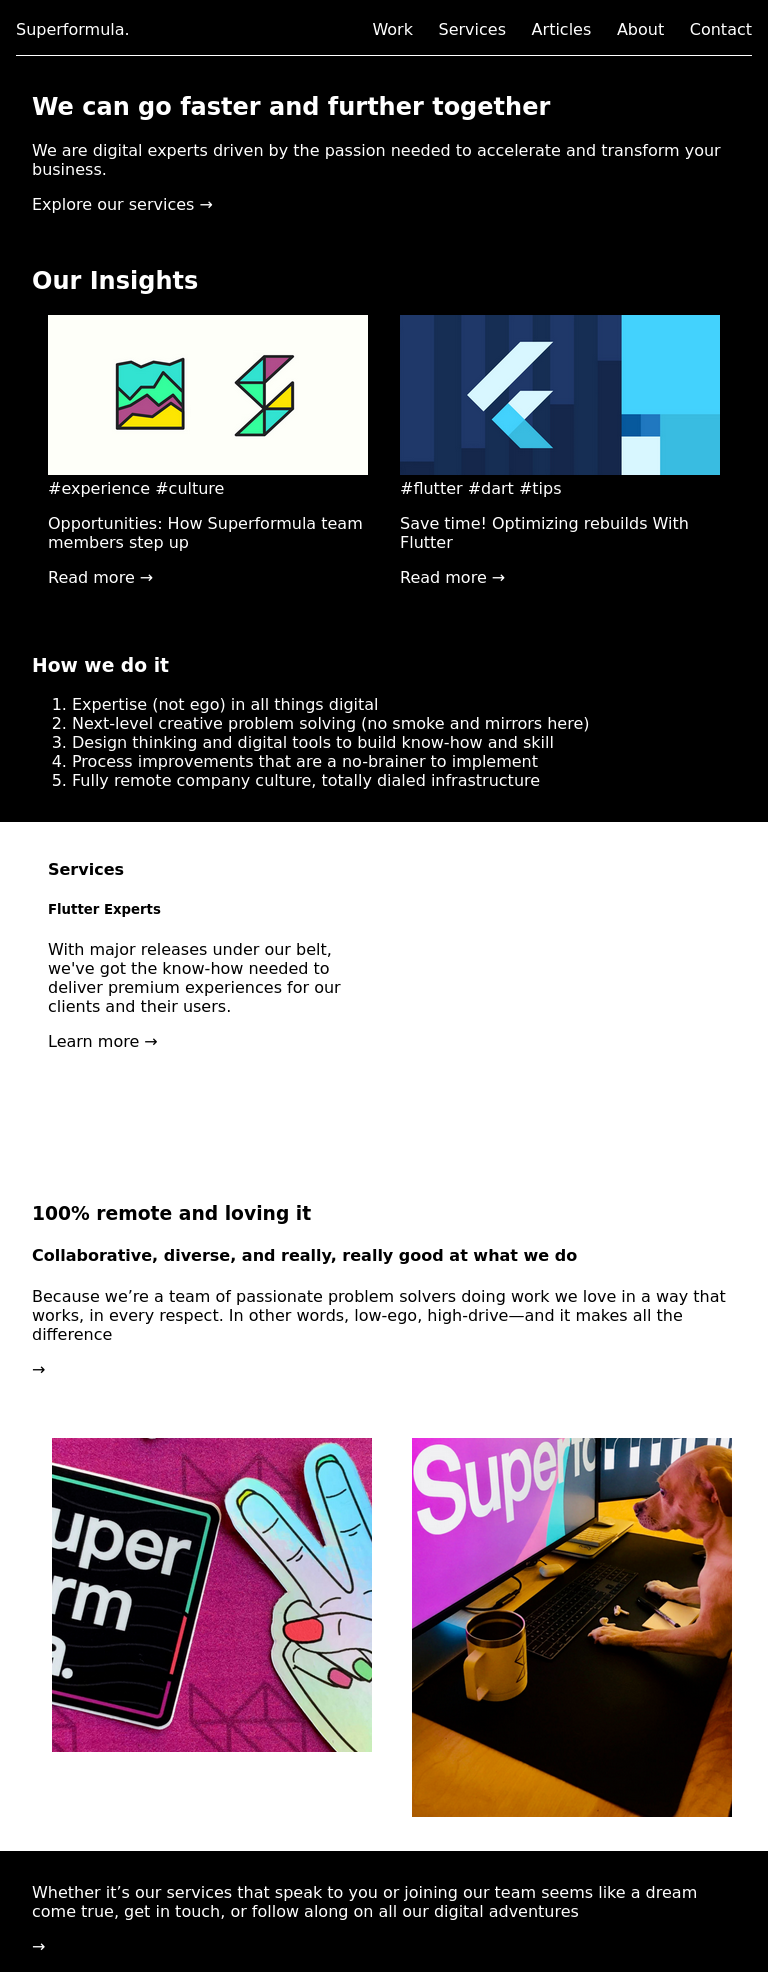 Superformula.
Work Services Articles About Contact
We can go faster and further together
We are digital experts driven by the passion needed to accelerate and transform your
business.
Explore our services →
Our Insights
#experience #culture
Opportunities: How Superformula team
members step up
Read more →
#flutter #dart #tips
Save time! Optimizing rebuilds With
Flutter
Read more →
How we do it
1. Expertise (not ego) in all things digital
2. Next-level creative problem solving (no smoke and mirrors here)
3. Design thinking and digital tools to build know-how and skill
4. Process improvements that are a no-brainer to implement
5. Fully remote company culture, totally dialed infrastructure
Services
Flutter Experts
With major releases under our belt,
we've got the know-how needed to
deliver premium experiences for our
clients and their users.
Learn more →
100% remote and loving it
Collaborative, diverse, and really, really good at what we do
Because we’re a team of passionate problem solvers doing work we love in a way that
works, in every respect. In other words, low-ego, high-drive—and it makes all the
difference
→
uper
rm
a.
Superfo
Whether it’s our services that speak to you or joining our team seems like a dream
come true, get in touch, or follow along on all our digital adventures
→